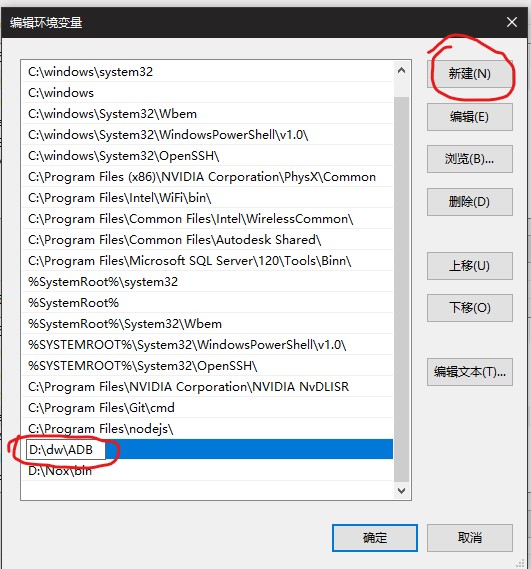 编辑环境变量
C:\windows\system32
C:\windows
C:\windows\System32\Wbem
C:\windows\System32\WindowsPowerShell\v1.0\
C:\windows\System32\OpenSSH\
C:\Program Files (x86)\NVIDIA Corporation\PhysX\Common
C:\Program Files\Intel\WiFi\bin\
C:\Program Files\Common Files\Intel\WirelessCommon\
C:\Program Files\Common Files\Autodesk Shared\
C:\Program Files\Microsoft SQL Server\120\Tools\Binn\
%SystemRoot%\system32
%SystemRoot%
%SystemRoot%\System32\Wbem
%SYSTEMROOT%\System32\WindowsPowerShell\v1.0\
%SYSTEMROOT%\System32\OpenSSH\
C:\Program Files\NVIDIA Corporation\NVIDIA NvDLISR
C:\Program Files\Git\cmd
C:\Program Files\nodejs\
D:\dw\ADB
D:\Nox\bin
新建(N)
编辑(E)
浏览(B)...
删除(D)
上移(U)
下移(O)
编辑文本(T)...
确定
取消